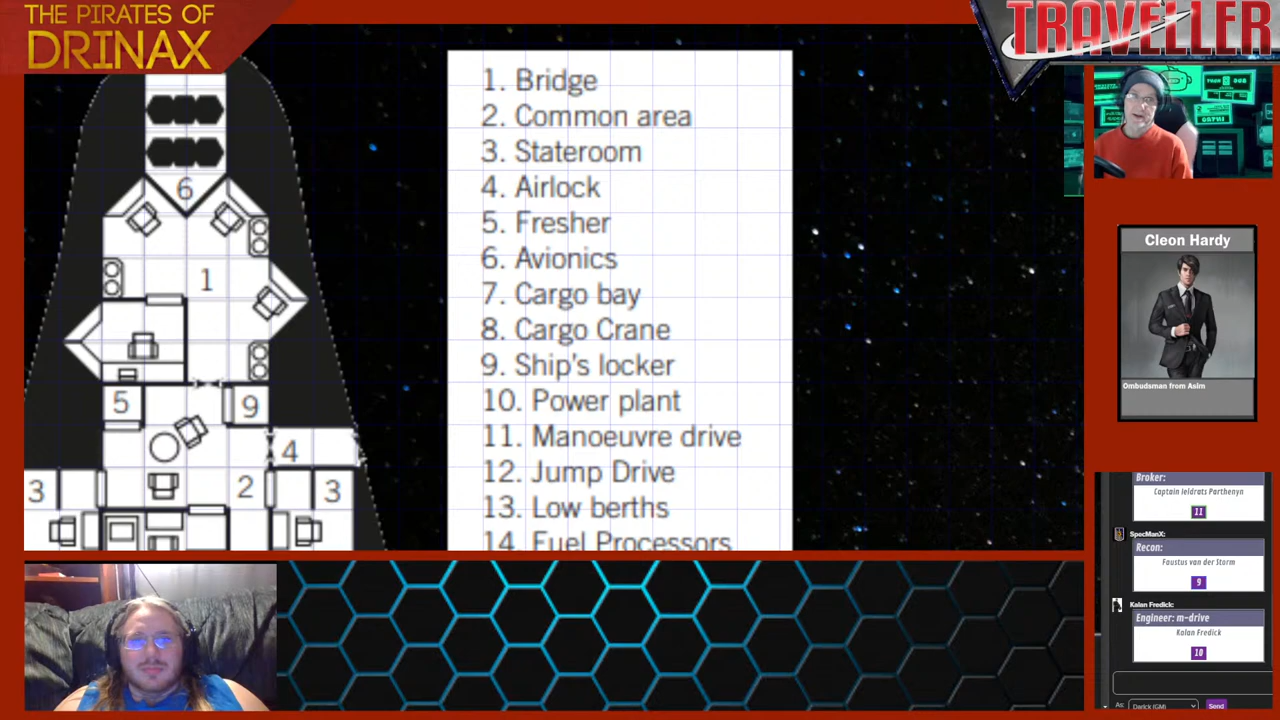 THE PIRATES OF
DRINAX
TRAVELLER
1. Bridge
2. Common area
3. Stateroom
4. Airlock
5. Fresher
6. Avionics
7. Cargo bay
8. Cargo Crane
9. Ship's locker
10. Power plant
11. Manoeuvre drive
12. Jump Drive
13. Low berths
14. Fuel Processors
6
1
5
9
4
3
2
3
Cleon Hardy
Ombudsman from Asim
Broker:
Captain Ieldrats Parthenyn
11
SpecManX:
Recon:
Faustus van der Storm
9
Kalan Fredick:
Engineer: m-drive
Kalan Fredick
10
As: Darick (GM) Send